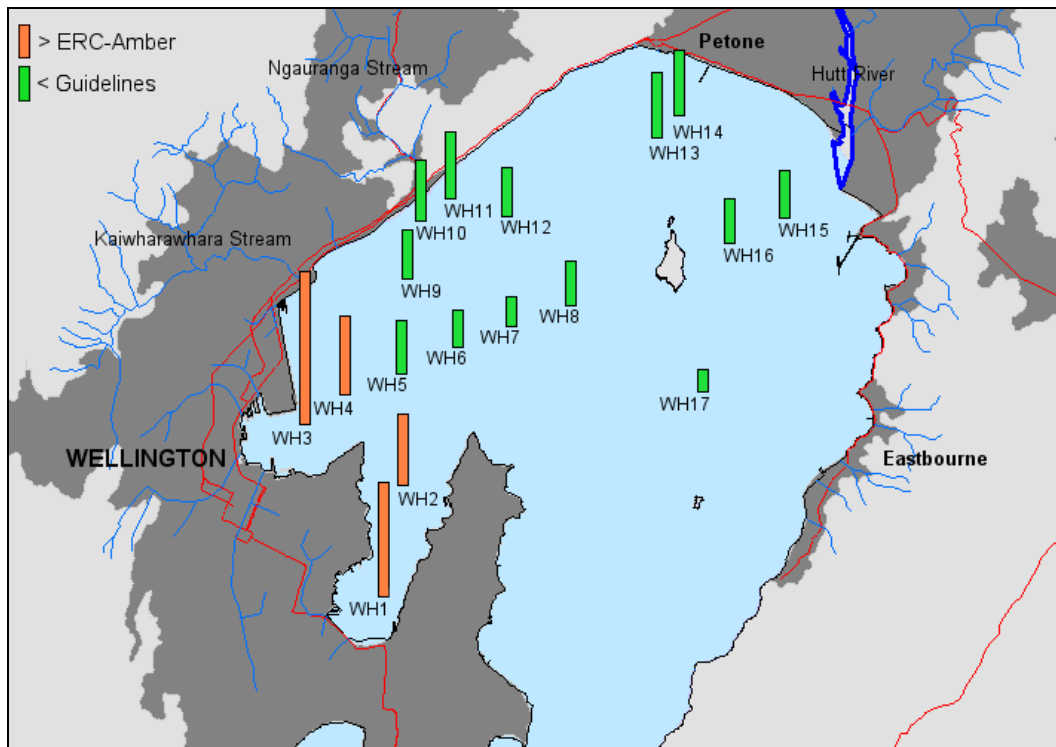 > ERC-Amber
< Guidelines
Petone
Ngauranga Stream
Hutt River
WH14
WH13
WH11
WH10
WH12
WH15
Kaiwharawhara Stream
WH16
WH9
WH8
WH7
WH6
WH5
WH4
WH17
WH3
WELLINGTON
Eastbourne
WH2
WH1